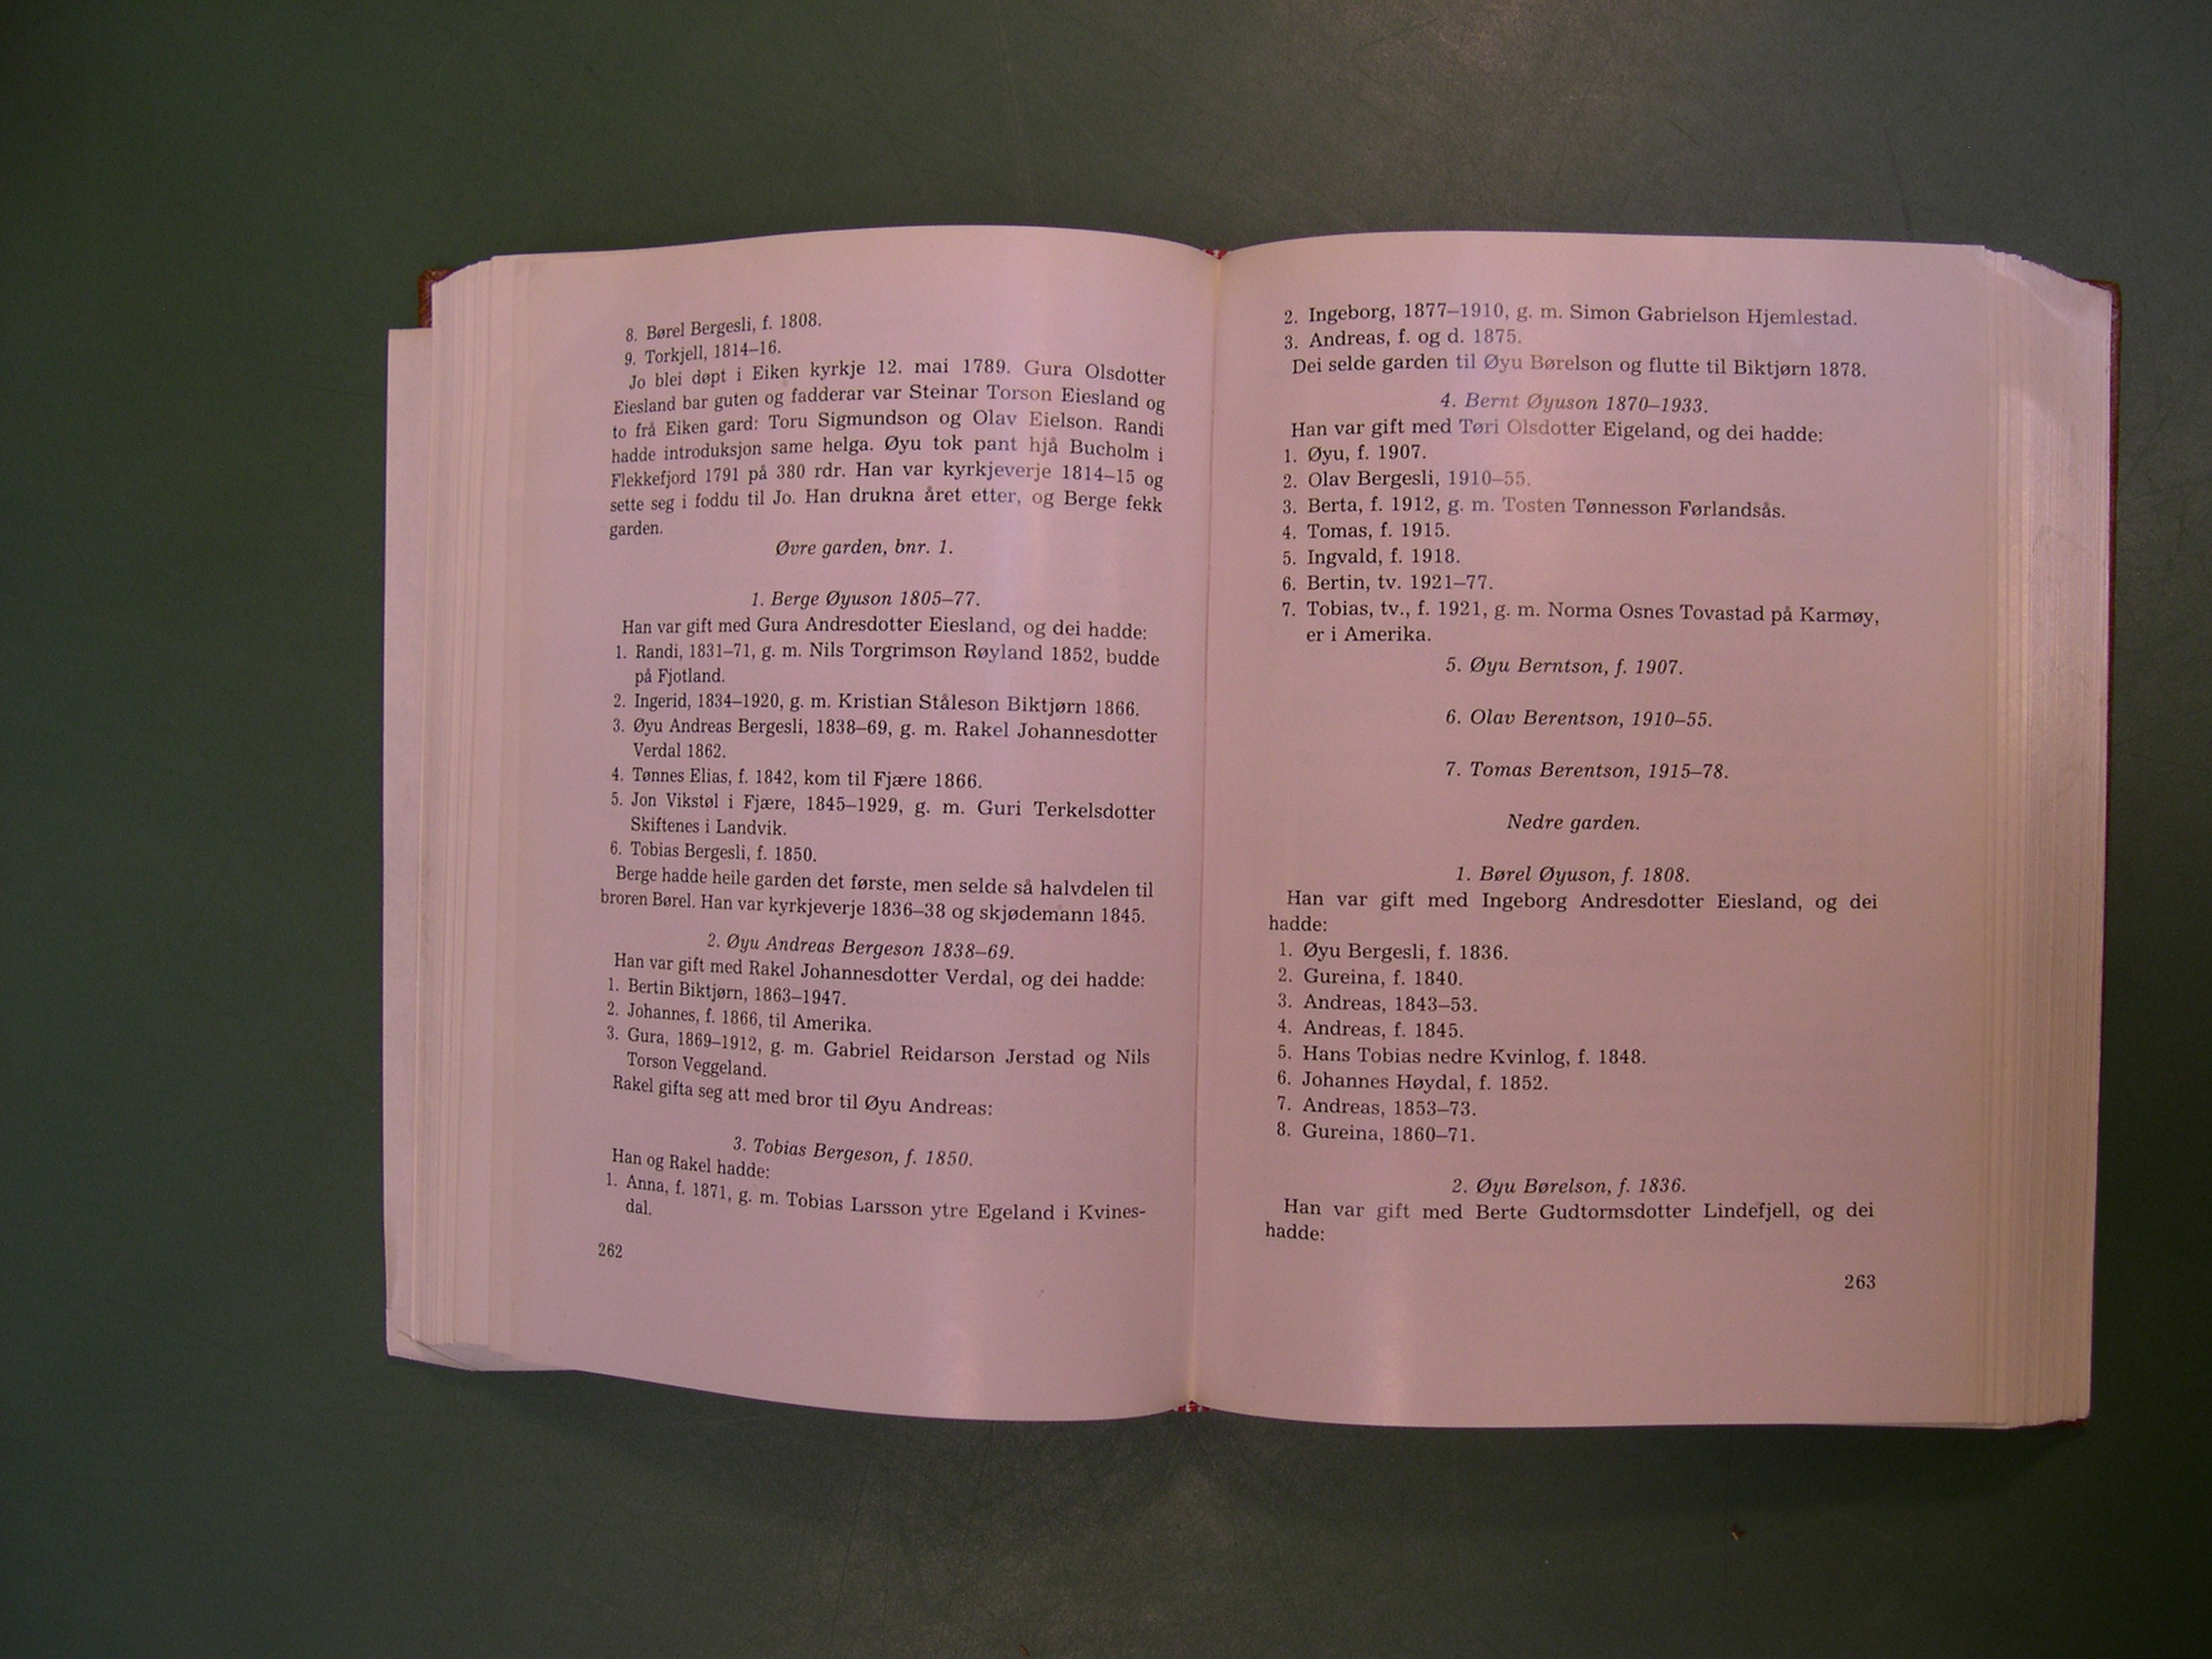 8. Børel Bergesli, f. 1808.
9. Torkjell, 1814–16.
Jo blei døpt i Eiken kyrkje 12. mai 1789. Gura Olsdotter
Eiesland bar guten og fadderar var Steinar Torson Eiesland og
to frå Eiken gard: Toru Sigmundson og Olav Eielson. Randi
hadde introduksjon same helga. Øyu tok pant hjå Bucholm i
Flekkefjord 1791 på 380 rdr. Han var kyrkjeverje 1814–15 og
sette seg i foddu til Jo. Han drukna året etter, og Berge fekk
garden.
Øvre garden, bnr. 1.
1. Berge Øyuson 1805–77.
Han var gift med Gura Andresdotter Eiesland, og dei hadde:
1. Randi, 1831–71, g. m. Nils Torgrimson Røyland 1852, budde
på Fjotland.
2. Ingerid, 1834–1920, g. m. Kristian Ståleson Biktjørn 1866.
3. Øyu Andreas Bergesli, 1838–69, g. m. Rakel Johannesdotter
Verdal 1862.
4. Tønnes Elias, f. 1842, kom til Fjære 1866.
5. Jon Vikstøl i Fjære, 1845–1929, g. m. Guri Terkelsdotter
Skiftenes i Landvik.
6. Tobias Bergesli, f. 1850.
Berge hadde heile garden det første, men selde så halvdelen til
broren Børel. Han var kyrkjeverje 1836–38 og skjødemann 1845.
2. Øyu Andreas Bergeson 1838–69.
Han var gift med Rakel Johannesdotter Verdal, og dei hadde:
1. Bertin Biktjørn, 1863–1947.
2. Johannes, f. 1866, til Amerika.
3. Gura, 1869–1912, g. m. Gabriel Reidarson Jerstad og Nils
Torson Veggeland.
Rakel gifta seg att med bror til Øyu Andreas:
3. Tobias Bergeson, f. 1850.
Han og Rakel hadde:
1. Anna, f. 1871, g. m. Tobias Larsson ytre Egeland i Kvines-
dal.
262
2. Ingeborg, 1877–1910, g. m. Simon Gabrielson Hjemlestad.
3. Andreas, f. og d. 1875.
Dei selde garden til Øyu Børelson og flutte til Biktjørn 1878.
4. Bernt Øyuson 1870–1933.
Han var gift med Tøri Olsdotter Eigeland, og dei hadde:
1. Øyu, f. 1907.
2. Olav Bergesli, 1910–55.
3. Berta, f. 1912, g. m. Tosten Tønnesson Førlandsås.
4. Tomas, f. 1915.
5. Ingvald, f. 1918.
6. Bertin, tv. 1921–77.
7. Tobias, tv., f. 1921, g. m. Norma Osnes Tovastad på Karmøy,
er i Amerika.
5. Øyu Berntson, f. 1907.
6. Olav Berentson, 1910–55.
7. Tomas Berentson, 1915–78.
Nedre garden.
1. Børel Øyuson, f. 1808.
Han var gift med Ingeborg Andresdotter Eiesland, og dei
hadde:
1. Øyu Bergesli, f. 1836.
2. Gureina, f. 1840.
3. Andreas, 1843–53.
4. Andreas, f. 1845.
5. Hans Tobias nedre Kvinlog, f. 1848.
6. Johannes Høydal, f. 1852.
7. Andreas, 1853–73.
8. Gureina, 1860–71.
2. Øyu Børelson, f. 1836.
Han var gift med Berte Gudtormsdotter Lindefjell, og dei
hadde:
263